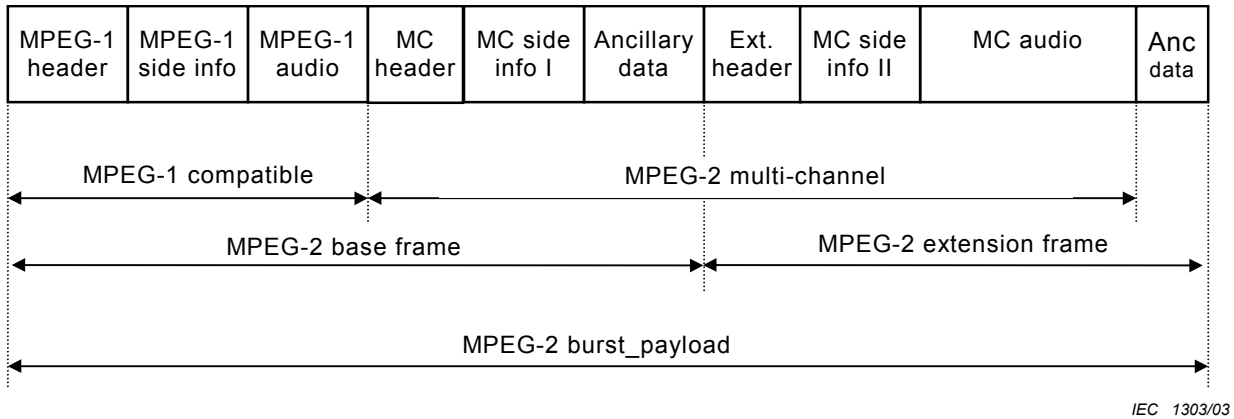 MPEG-1 header MPEG-1 side info MPEG-1 audio MC header MC side info I Ancillary data Ext. header MC side info II MC audio Anc data
MPEG-1 compatible MPEG-2 multi-channel
MPEG-2 base frame MPEG-2 extension frame
MPEG-2 burst_payload
IEC 1303/03